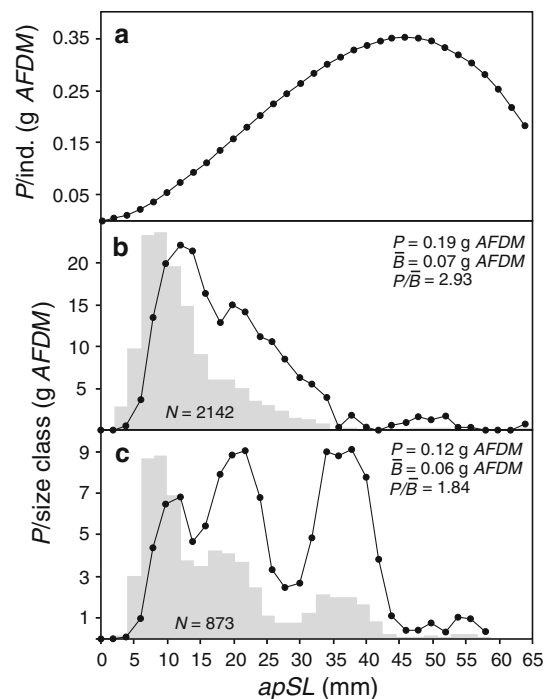 a
P/ind. (g AFDM)
0.35
0.25
0.15
0.05
b
P = 0.19 g AFDM
B̄ = 0.07 g AFDM
P/B̄ = 2.93
20
15
10
5
N = 2142
P/size class (g AFDM)
c
P = 0.12 g AFDM
B̄ = 0.06 g AFDM
P/B̄ = 1.84
9
7
5
3
1
N = 873
0 5 10 15 20 25 30 35 40 45 50 55 60 65
apSL (mm)